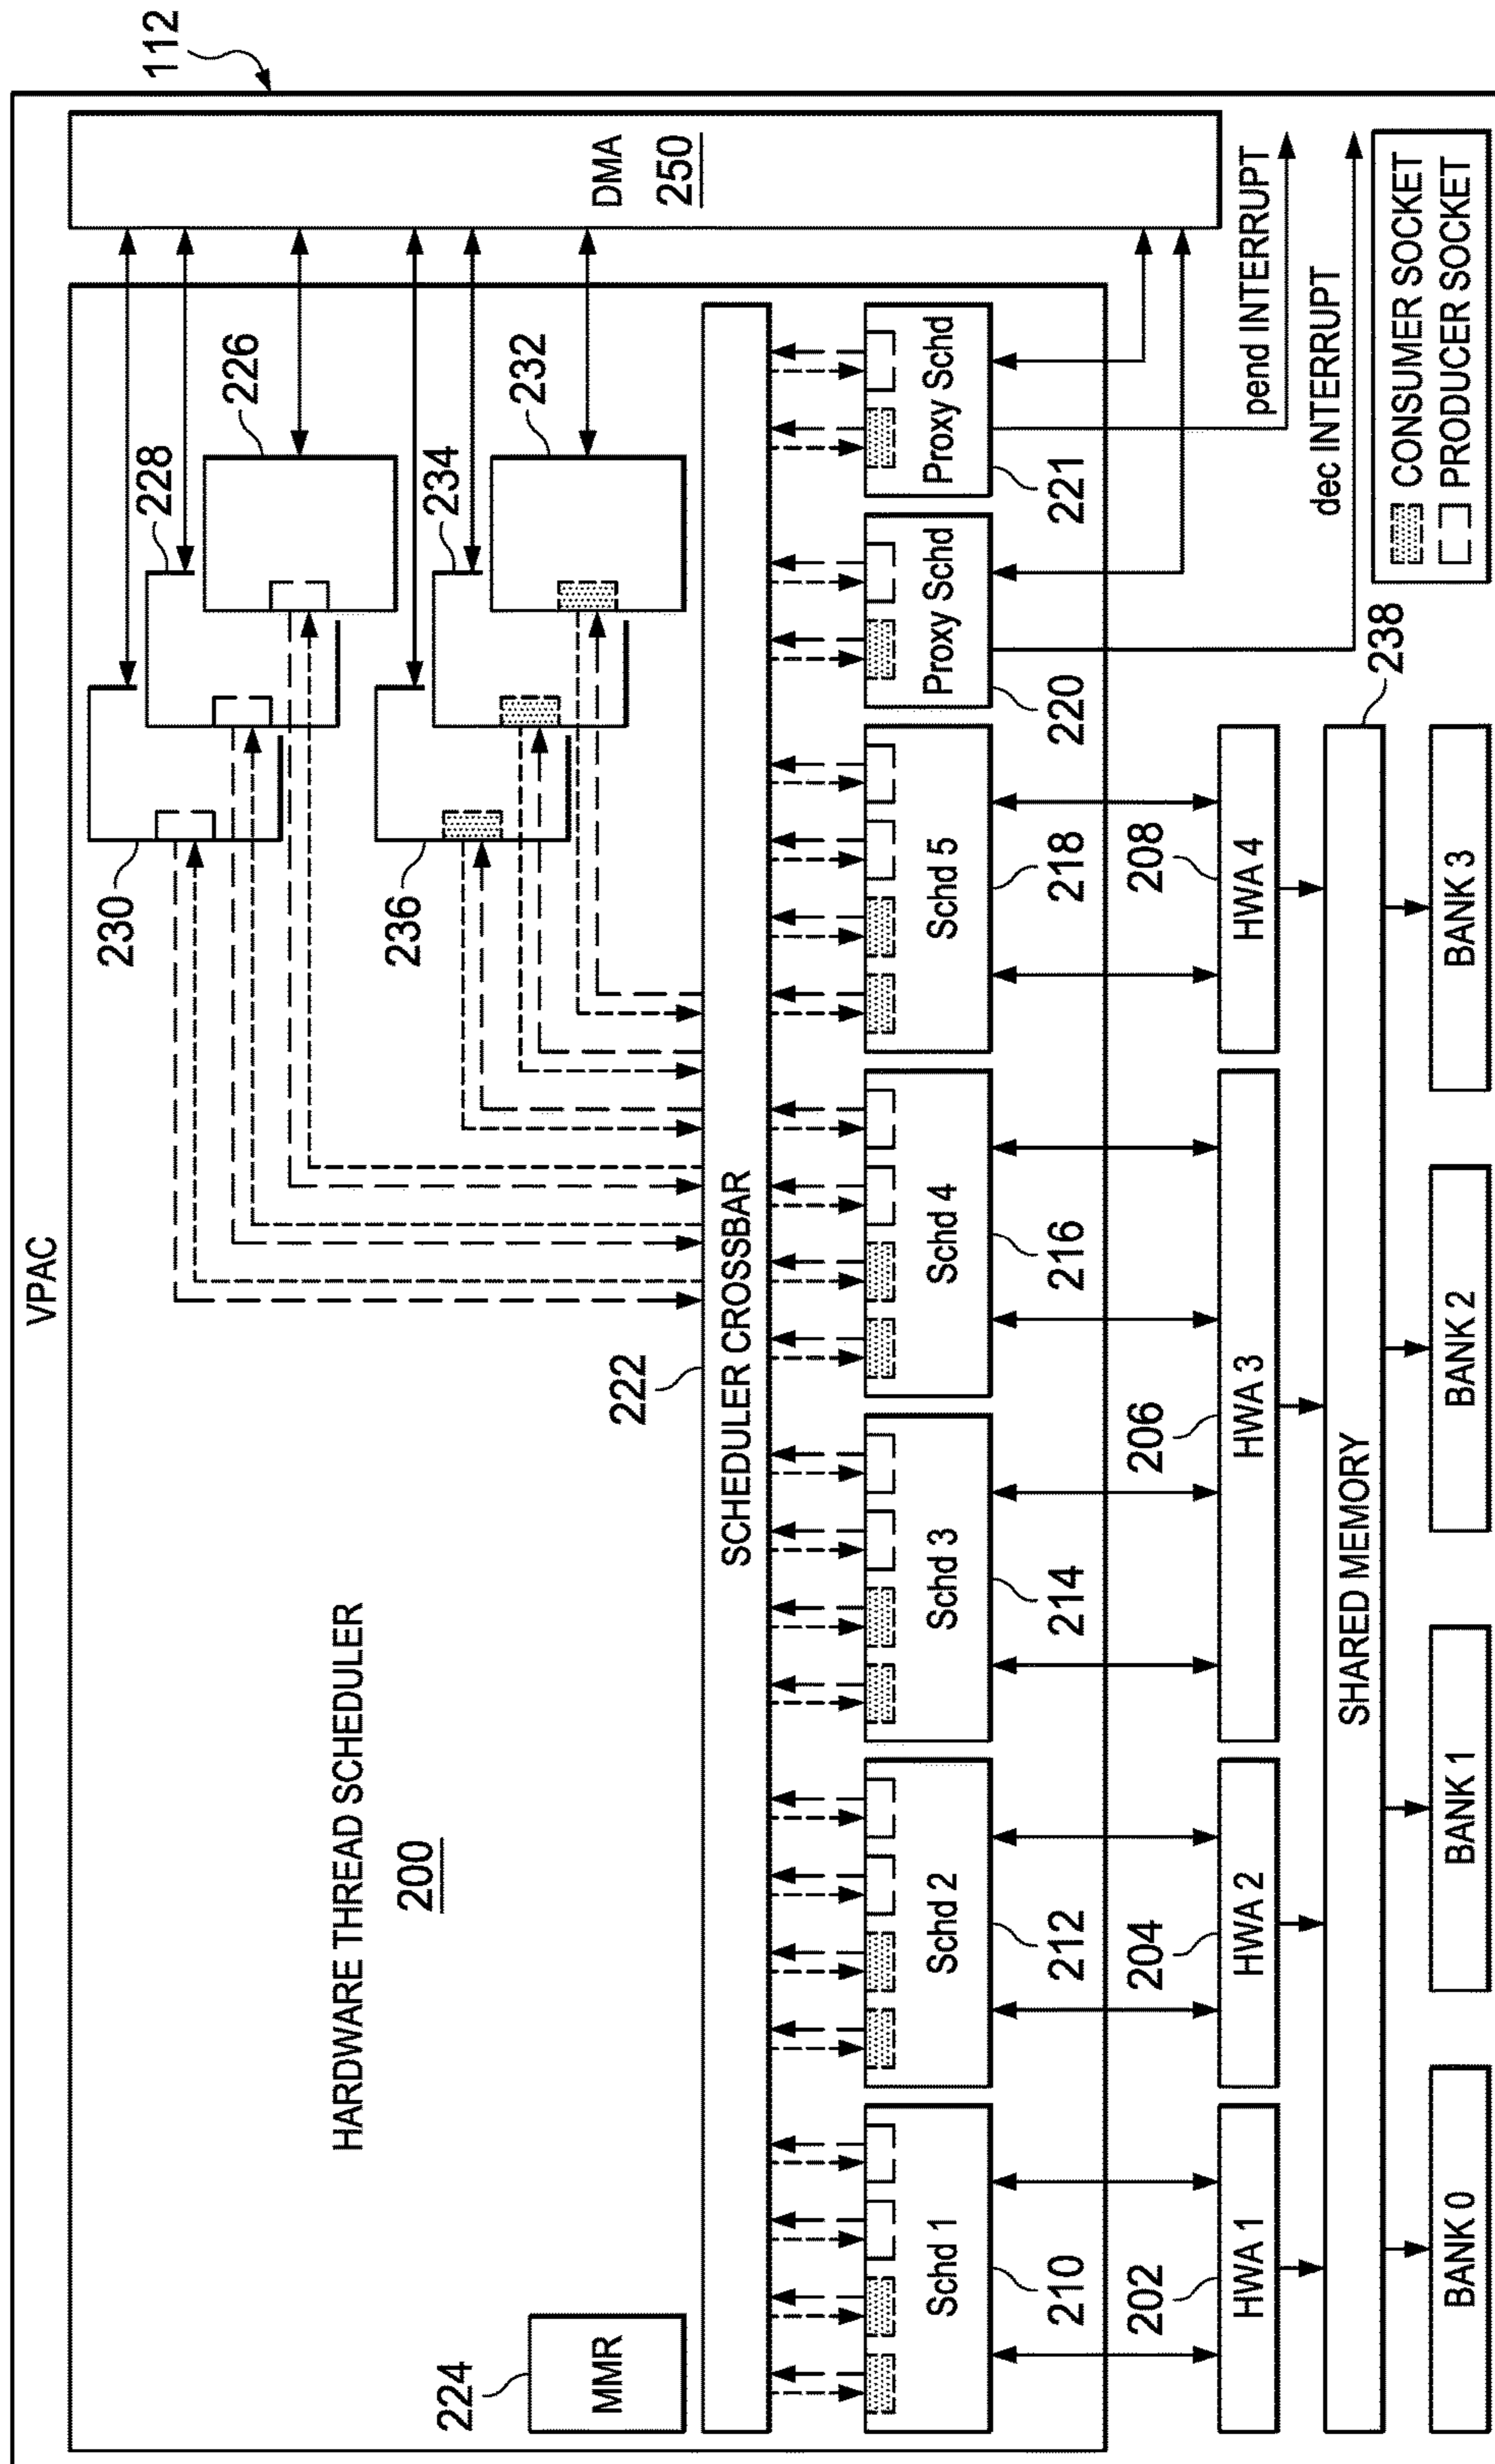 VPAC
112
HARDWARE THREAD SCHEDULER
200
230
228
226
236
234
232
DMA
250
224
MMR
222
SCHEDULER CROSSBAR
Schd 1
Schd 2
Schd 3
Schd 4
Schd 5
Proxy Schd
Proxy Schd
210
212
214
216
218
220
221
202
204
206
208
HWA 1
HWA 2
HWA 3
HWA 4
pend INTERRUPT
dec INTERRUPT
SHARED MEMORY
238
BANK 0
BANK 1
BANK 2
BANK 3
CONSUMER SOCKET
PRODUCER SOCKET